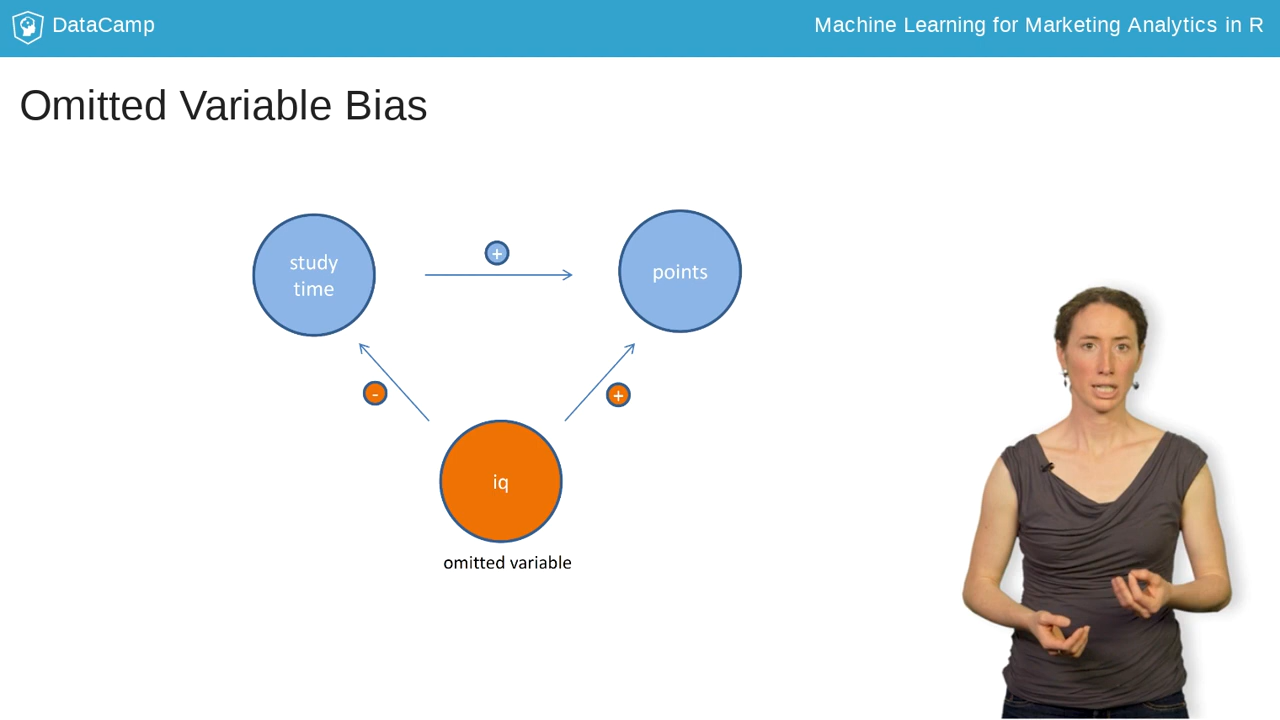 DataCamp
Machine Learning for Marketing Analytics in R
Omitted Variable Bias
study
time
+
points
-
+
iq
omitted variable